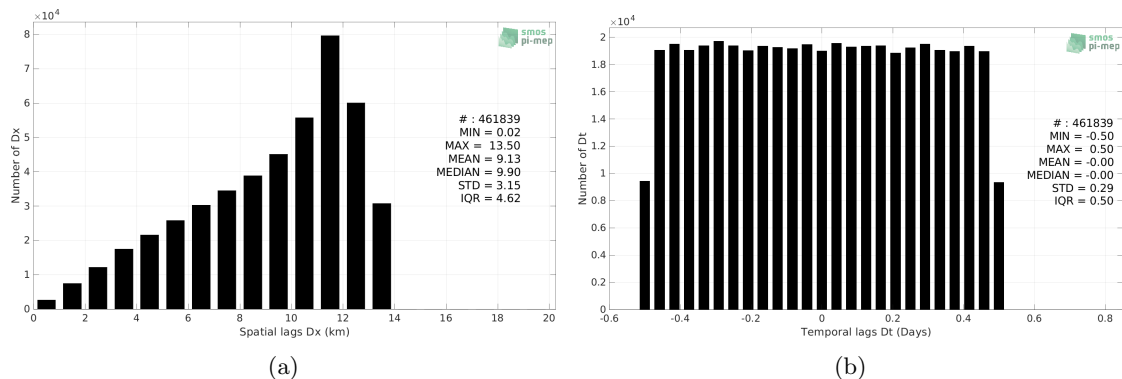 ×10⁴
smos
pi-mep
8
7
6
5
4
3
2
1
0
Number of Dx
# : 461839
MIN = 0.02
MAX = 13.50
MEAN = 9.13
MEDIAN = 9.90
STD = 3.15
IQR = 4.62
0 2 4 6 8 10 12 14 16 18 20
Spatial lags Dx (km)
(a)
×10⁴
smos
pi-mep
2
1.8
1.6
1.4
1.2
1
0.8
0.6
0.4
0.2
0
Number of Dt
# : 461839
MIN = -0.50
MAX = 0.50
MEAN = -0.00
MEDIAN = -0.00
STD = 0.29
IQR = 0.50
-0.6 -0.4 -0.2 0 0.2 0.4 0.6 0.8
Temporal lags Dt (Days)
(b)